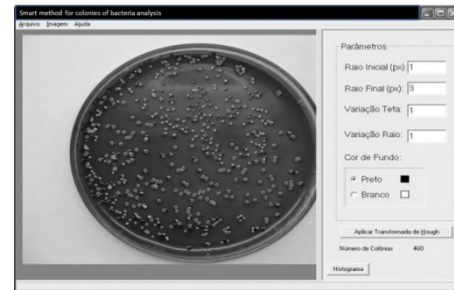 Smart method for colonies of bacteria analysis
Arquivo Imagem Ajuda
Parâmetros
Raio Inicial (px): 1
Raio Final (px): 9
Variação Teta: 1
Variação Raio: 1
Cor de Fundo:
Preto
Branco
Aplicar Transformada de Hough
Número de Colônias 460
Histograma